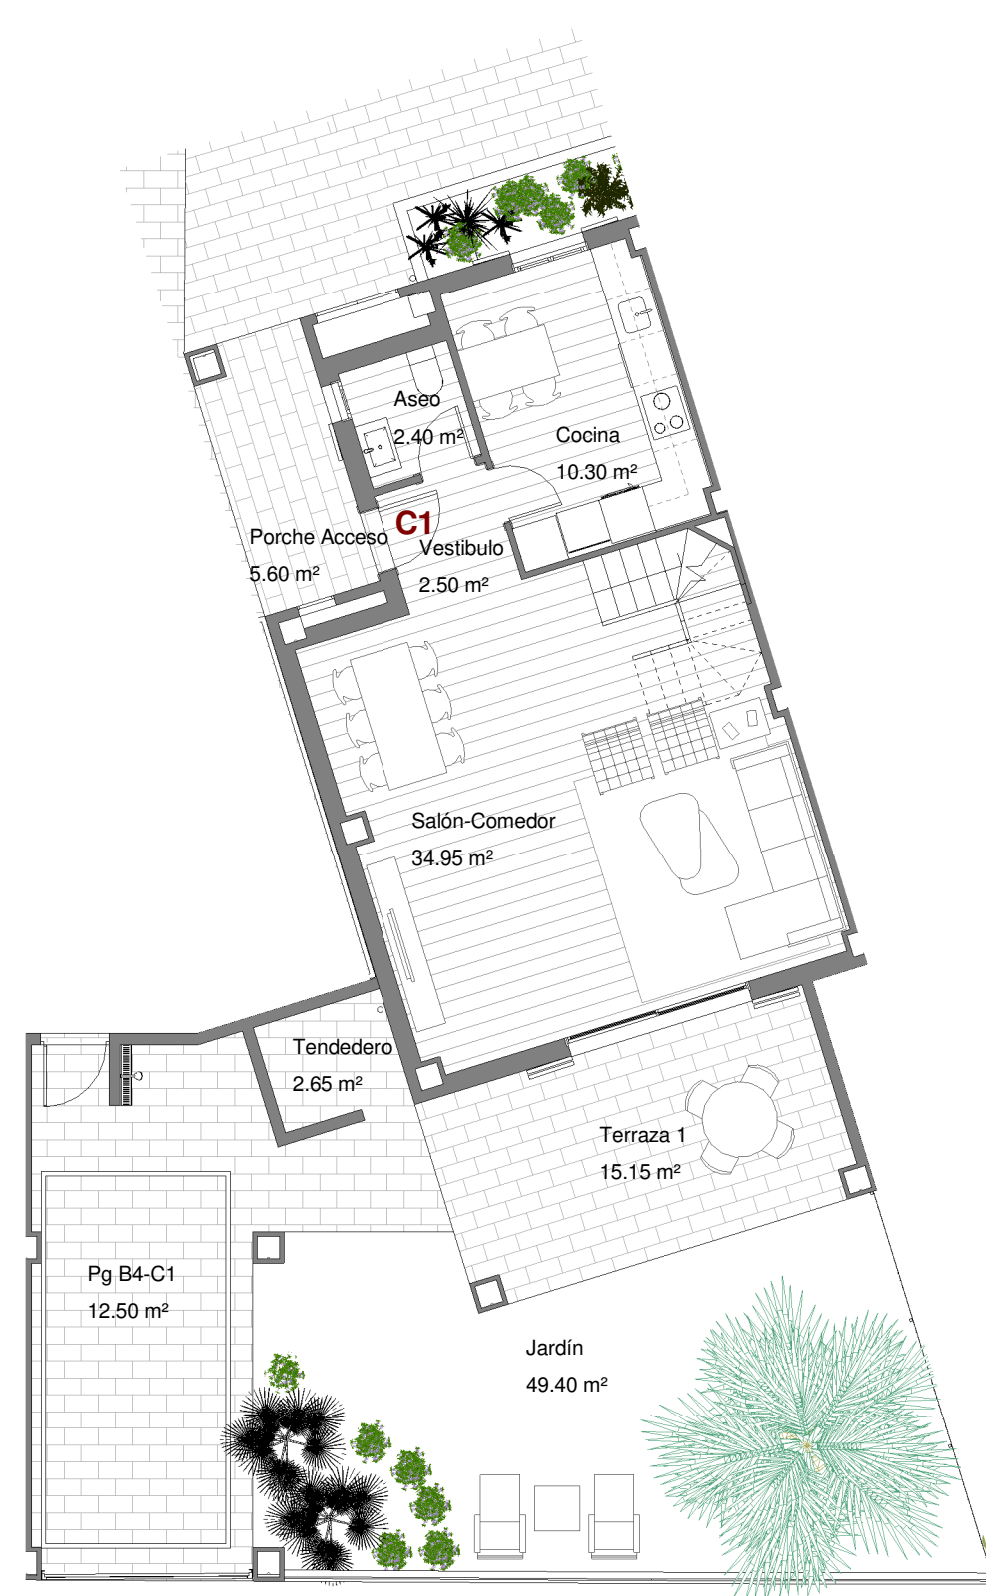 Aseo
2.40 m²
Cocina
10.30 m²
C1
Porche Acceso
5.60 m²
Vestibulo
2.50 m²
Salón-Comedor
34.95 m²
Tendedero
2.65 m²
Terraza 1
15.15 m²
Pg B4-C1
12.50 m²
Jardín
49.40 m²